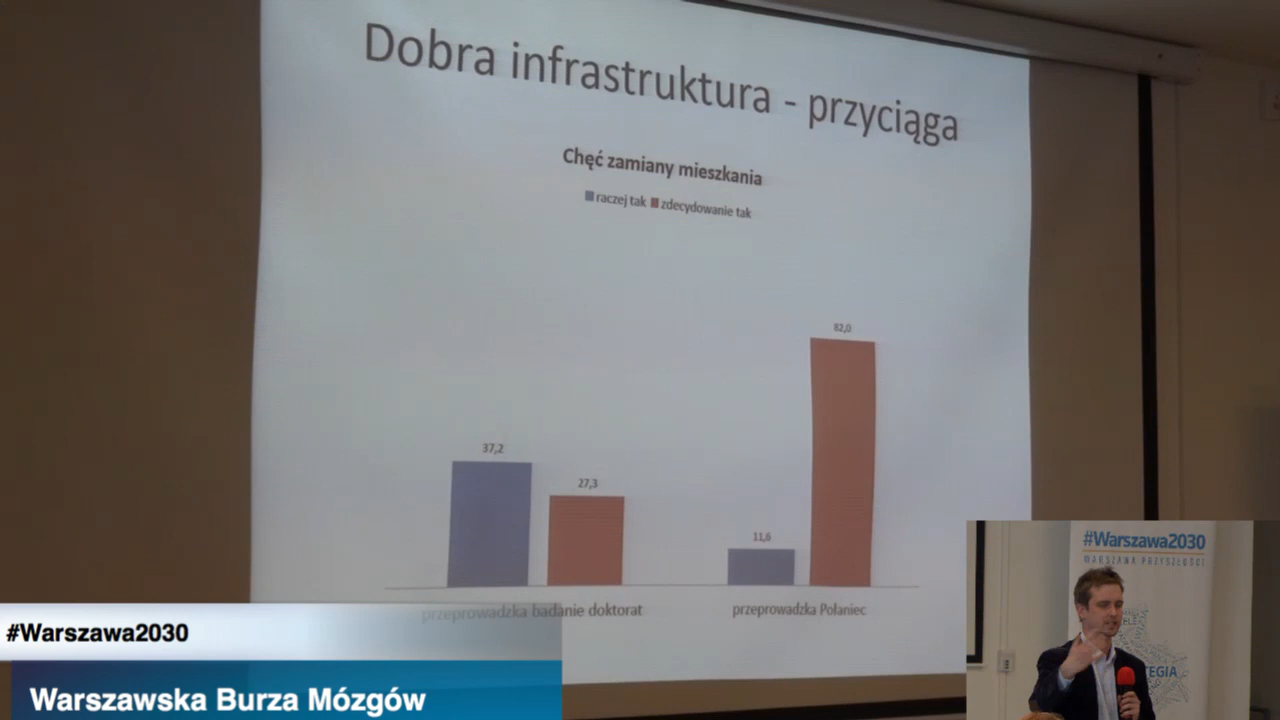 Dobra infrastruktura - przyciąga
Chęć zamiany mieszkania
raczej tak zdecydowanie tak
82,0
37,2
27,3
11,6
przeprowadzka badanie doktorat
przeprowadzka Połaniec
#Warszawa2030
Warszawska Burza Mózgów
#Warszawa2030
WARSZAWA PRZYSZŁOŚCI
TEGIA